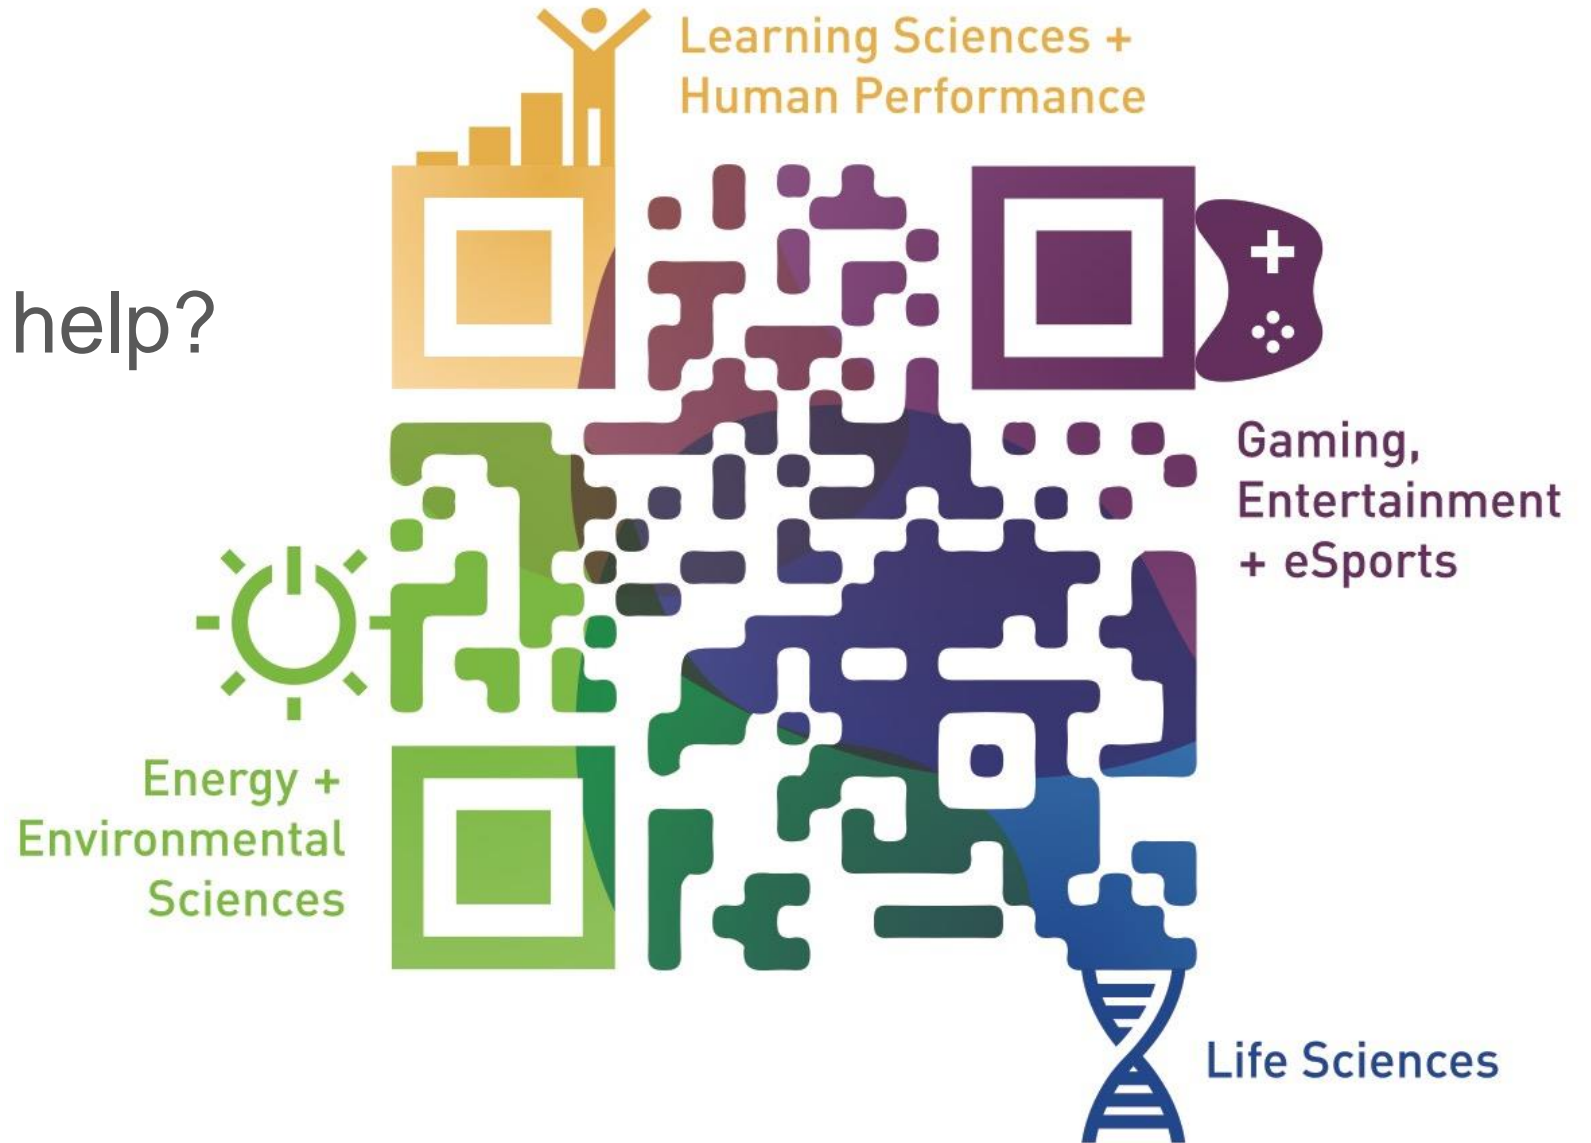 Learning Sciences +
Human Performance
help?
Gaming,
Entertainment
+ eSports
Energy +
Environmental
Sciences
Life Sciences